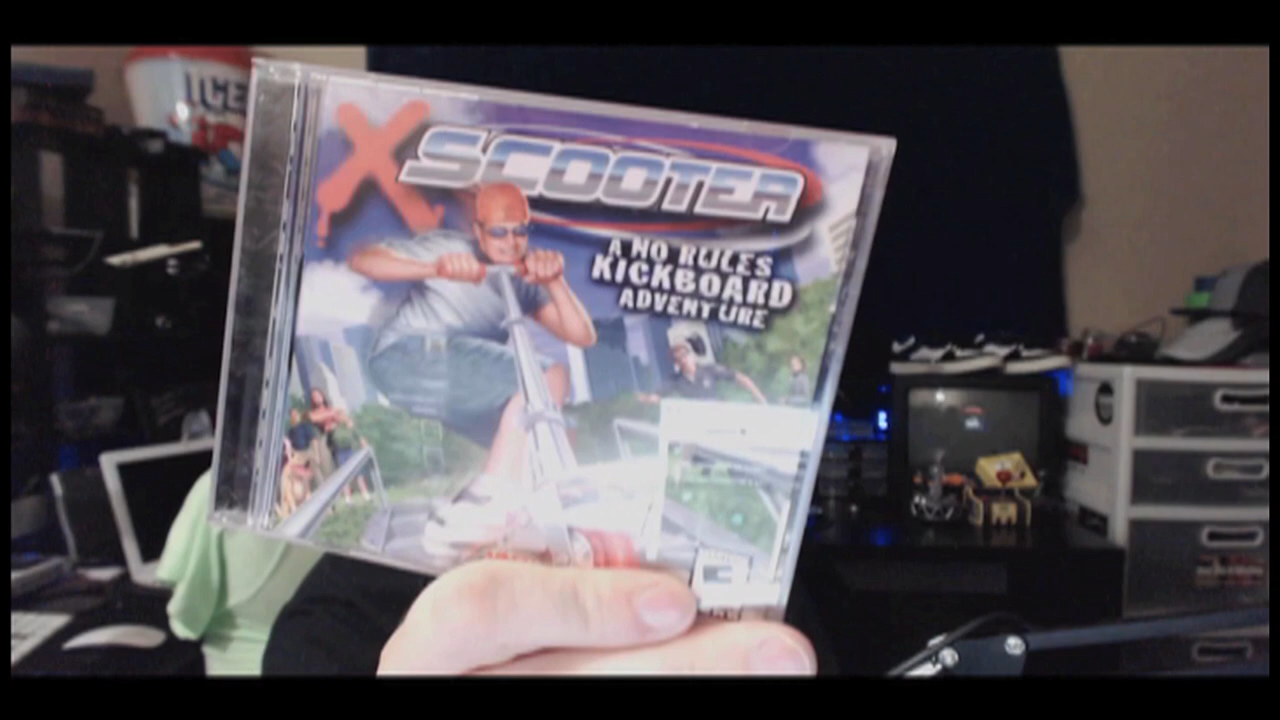 ICE
X SCOOTER
A NO RULES
KICKBOARD
ADVENTURE
E